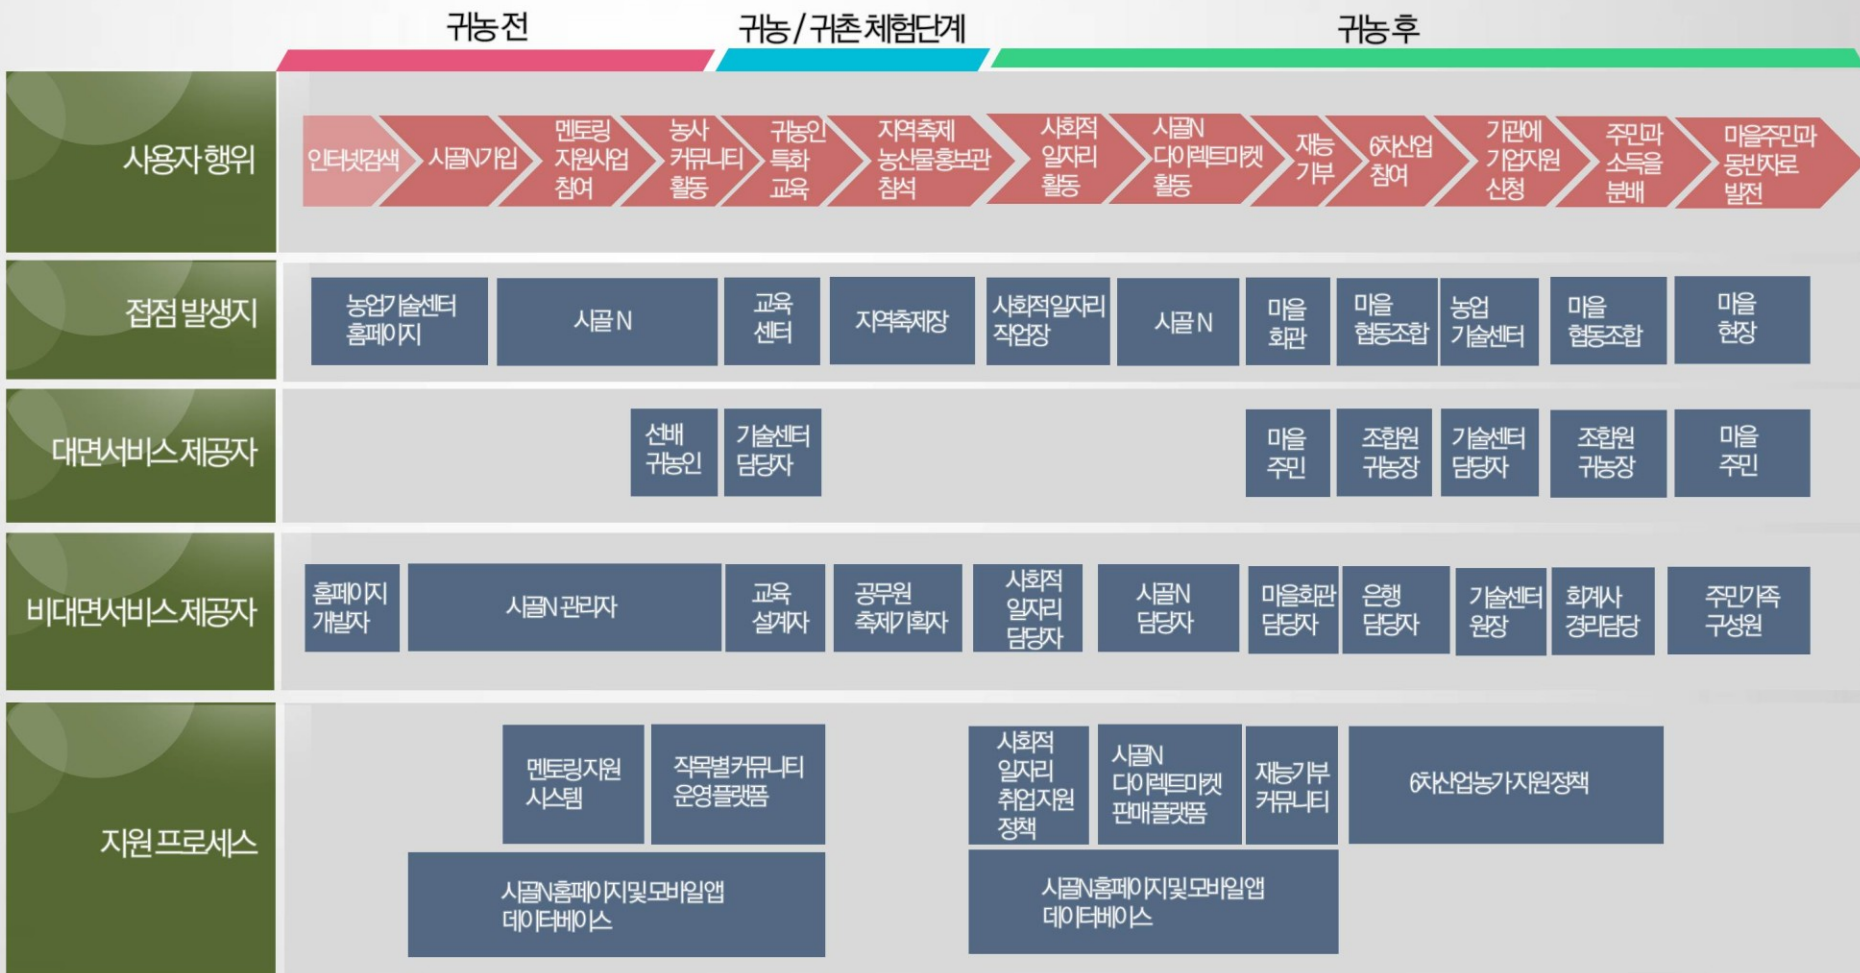 귀농 전
귀농 / 귀촌 체험단계
귀농 후
사용자 행위
인터넷검색
시골N가입
멘토링
지원사업
참여
농사
커뮤니티
활동
귀농인
특화
교육
지역축제
농산물 홍보관
참석
사회적
일자리
활동
시골N
다이렉트마켓
활동
재능
기부
6차산업
참여
기관에
기업지원
신청
주민과
소득을
분배
마을주민과
동반자로
발전
접점 발생지
농업기술센터
홈페이지
시골 N
교육
센터
지역축제장
사회적일자리
직업장
시골 N
마을
회관
마을
협동조합
농업
기술센터
마을
협동조합
마을
현장
대면서비스 제공자
선배
귀농인
기술센터
담당자
마을
주민
조합원
귀농장
기술센터
담당자
조합원
귀농장
마을
주민
비대면서비스 제공자
홈페이지
개발자
시골N 관리자
교육
설계자
공무원
축제기획자
사회적
일자리
담당자
시골N
담당자
마을회관
담당자
은행
담당자
기술센터
원장
회계사
경리담당
주민가족
구성원
지원 프로세스
멘토링 지원
시스템
작목별 커뮤니티
운영 플랫폼
사회적
일자리
취업 지원
정책
시골N
다이렉트마켓
판매 플랫폼
재능기부
커뮤니티
6차산업 농가 지원 정책
시골N홈페이지 및 모바일 앱
데이터베이스
시골N홈페이지 및 모바일 앱
데이터베이스